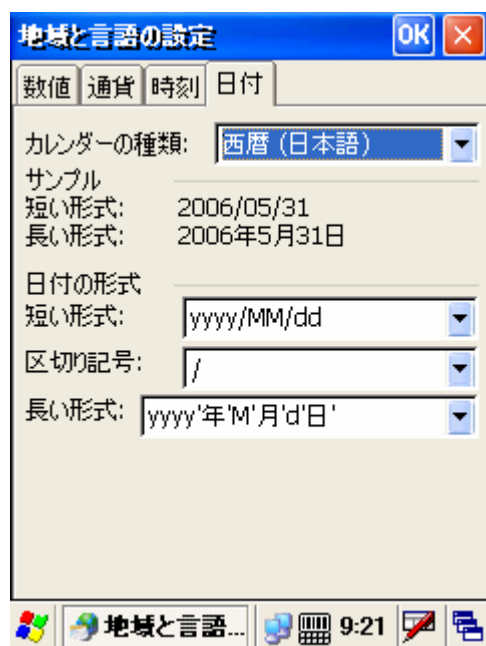 地域と言語の設定 OK
数値 通貨 時刻 日付
カレンダーの種類: 西暦 (日本語)
サンプル
短い形式: 2006/05/31
長い形式: 2006年5月31日
日付の形式
短い形式: yyyy/MM/dd
区切り記号: /
長い形式: yyyy'年'M'月'd'日'
地域と言語... 9:21